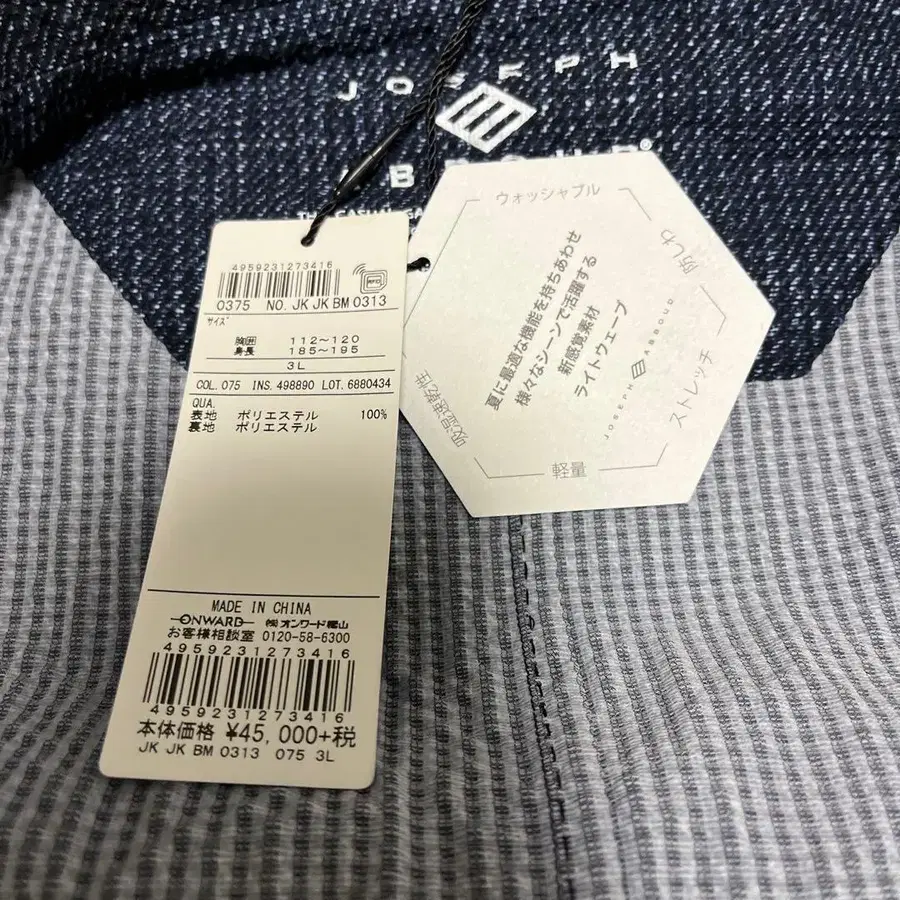 JOSEPH
4959231273416
0375 NO. JK JK BM 0313
サイズ
胸囲 112～120
身長 185～195
3L
COL. 075 INS. 498890 LOT. 6880434
QUA.
表地 ポリエステル 100%
裏地 ポリエステル
MADE IN CHINA
ONWARD ㈱オンワード樫山
お客様相談室 0120-58-6300
4959231273416
4959231273416
本体価格 ¥45,000+税
JK JK BM 0313 075 3L
ウォッシャブル
防しわ
ストレッチ
軽量
吸湿速乾性
夏に最適な機能を持ちあわせ
様々なシーンで活躍する
新感覚素材
ライトウェーブ
JOSEPH ABBOUD